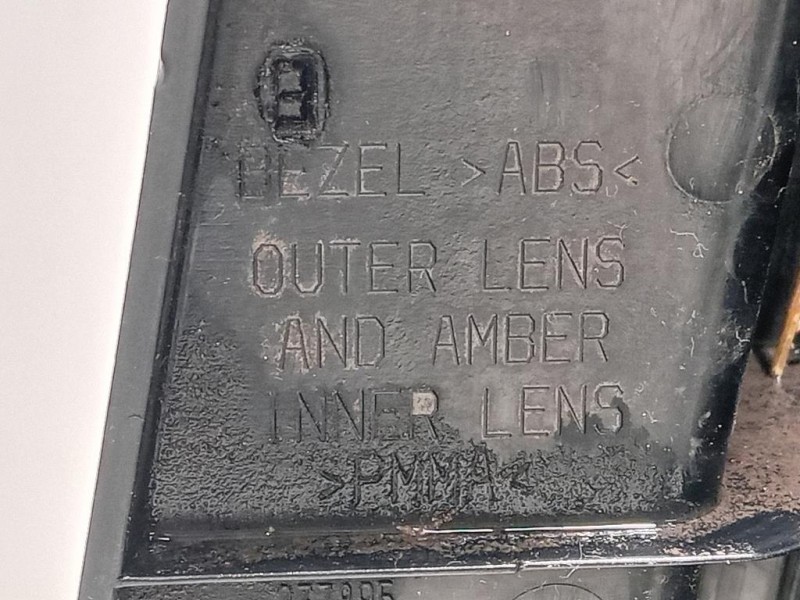 BEZEL >ABS<
OUTER LENS
AND AMBER
INNER LENS
>PMMA<